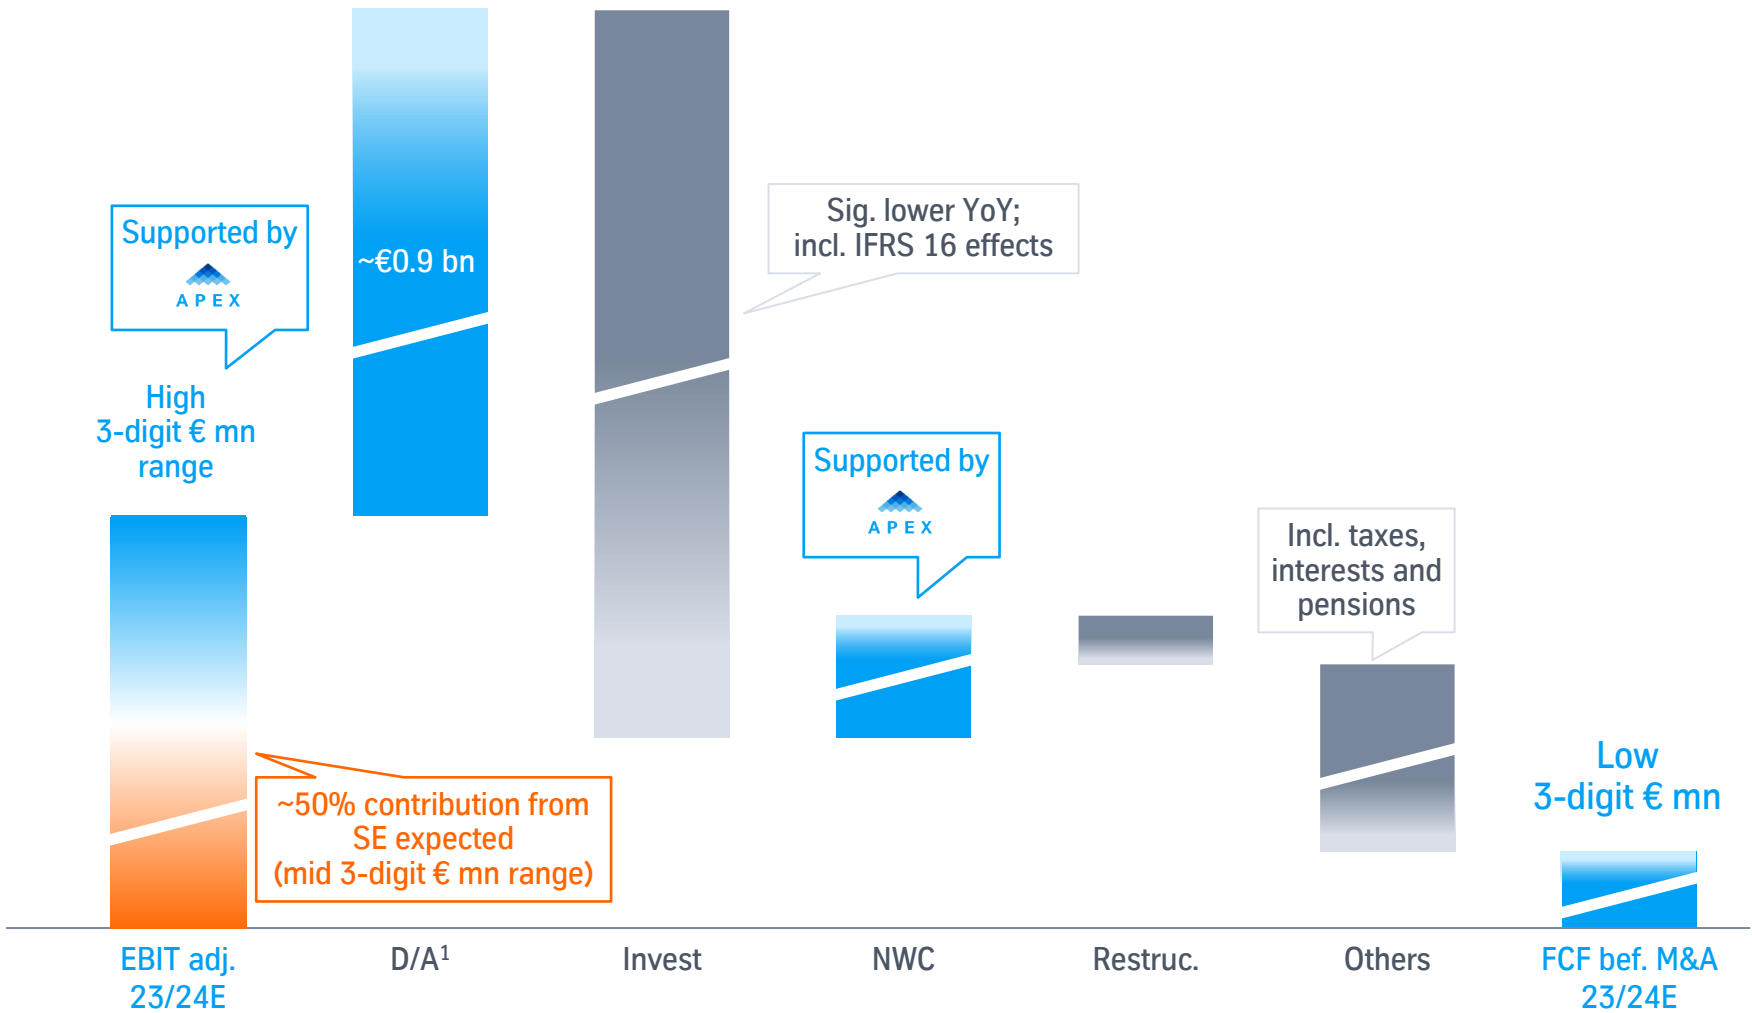 Supported by
APEX
High
3-digit € mn
range
~€0.9 bn
Sig. lower YoY;
incl. IFRS 16 effects
Supported by
APEX
Incl. taxes,
interests and
pensions
~50% contribution from
SE expected
(mid 3-digit € mn range)
Low
3-digit € mn
EBIT adj.
23/24E
D/A¹
Invest
NWC
Restruc.
Others
FCF bef. M&A
23/24E